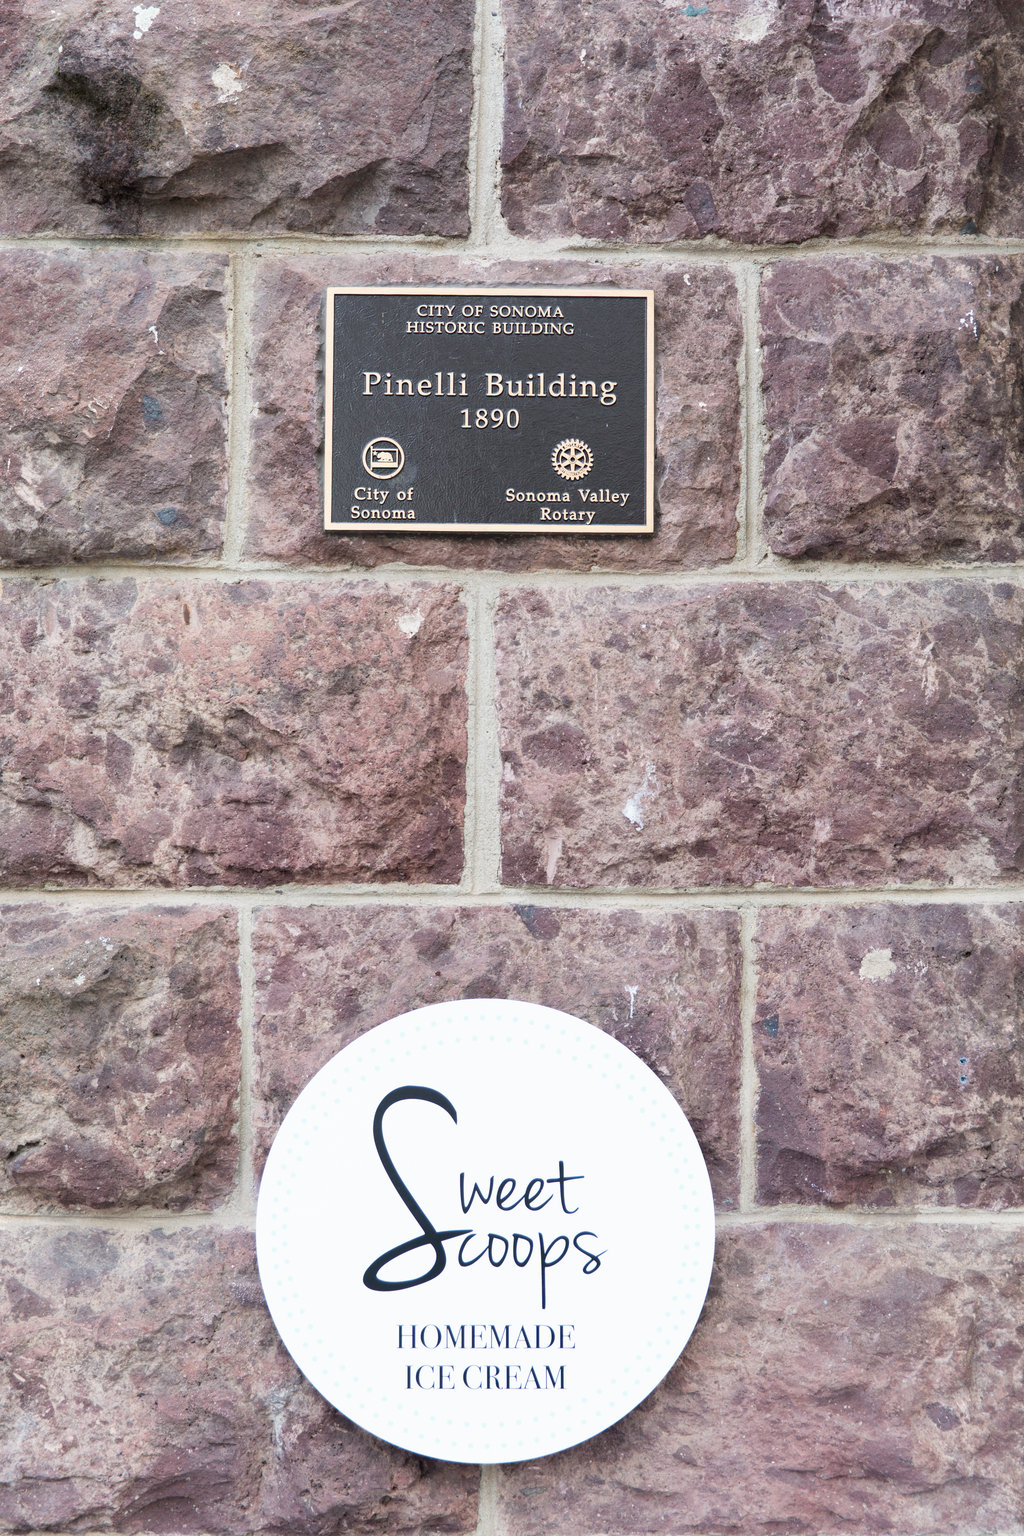 CITY OF SONOMA
HISTORIC BUILDING
Pinelli Building
1890
City of
Sonoma
Sonoma Valley
Rotary
Sweet
Scoops
HOMEMADE
ICE CREAM